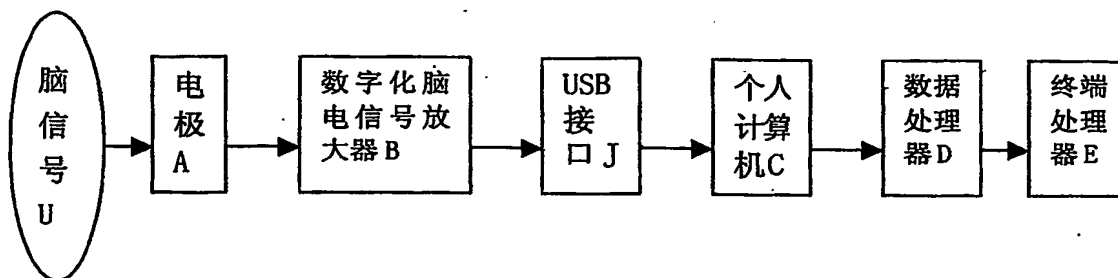 脑
信
号
U
电
极
A
数字化脑
电信号放
大器B
USB
接
口J
个人
计算
机C
数据
处理
器D
终端
处理
器E